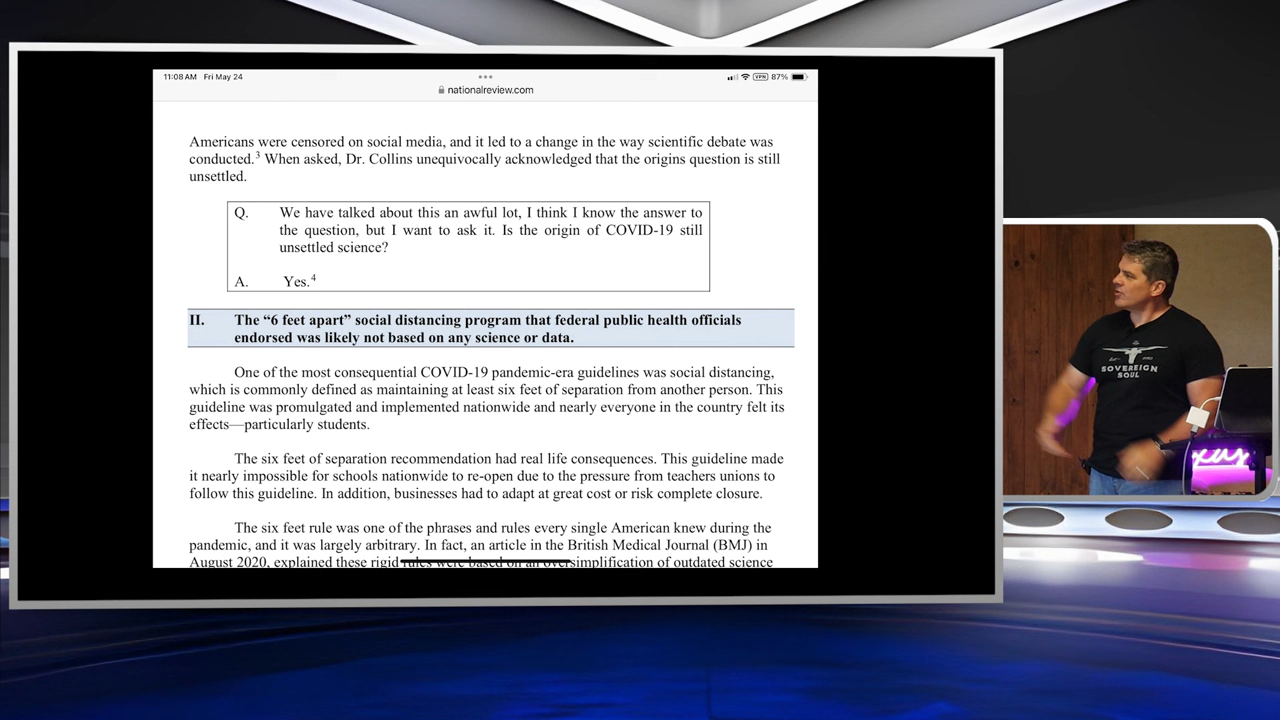 11:08 AM Fri May 24
VPN 87%
nationalreview.com
Americans were censored on social media, and it led to a change in the way scientific debate was
conducted.3 When asked, Dr. Collins unequivocally acknowledged that the origins question is still
unsettled.
Q. We have talked about this an awful lot, I think I know the answer to
the question, but I want to ask it. Is the origin of COVID-19 still
unsettled science?
A. Yes.4
II. The “6 feet apart” social distancing program that federal public health officials
endorsed was likely not based on any science or data.
One of the most consequential COVID-19 pandemic-era guidelines was social distancing,
which is commonly defined as maintaining at least six feet of separation from another person. This
guideline was promulgated and implemented nationwide and nearly everyone in the country felt its
effects—particularly students.
The six feet of separation recommendation had real life consequences. This guideline made
it nearly impossible for schools nationwide to re-open due to the pressure from teachers unions to
follow this guideline. In addition, businesses had to adapt at great cost or risk complete closure.
The six feet rule was one of the phrases and rules every single American knew during the
pandemic, and it was largely arbitrary. In fact, an article in the British Medical Journal (BMJ) in
August 2020, explained these rigid rules were based on an oversimplification of outdated science
SOVEREIGN
SOUL